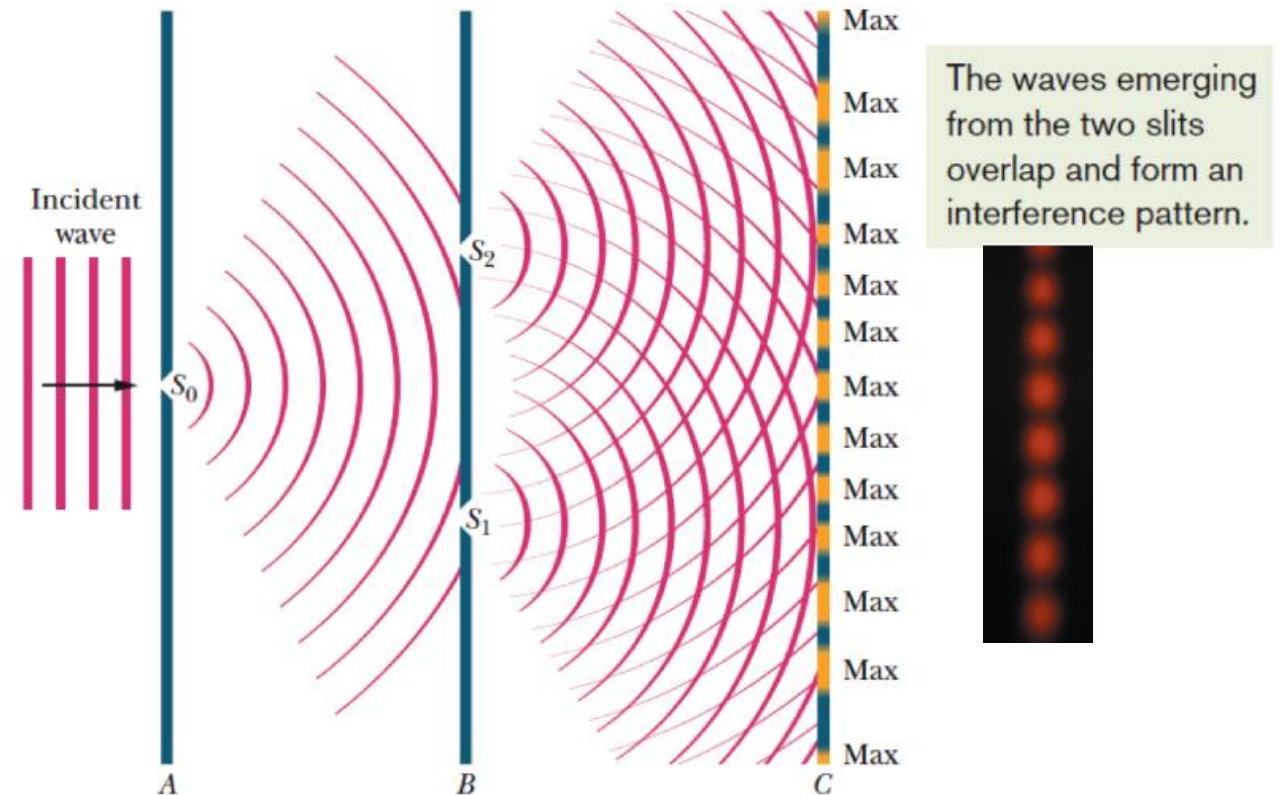 Incident
wave
S0
S2
S1
Max
Max
Max
Max
Max
Max
Max
Max
Max
Max
Max
Max
Max
A
B
C
The waves emerging
from the two slits
overlap and form an
interference pattern.